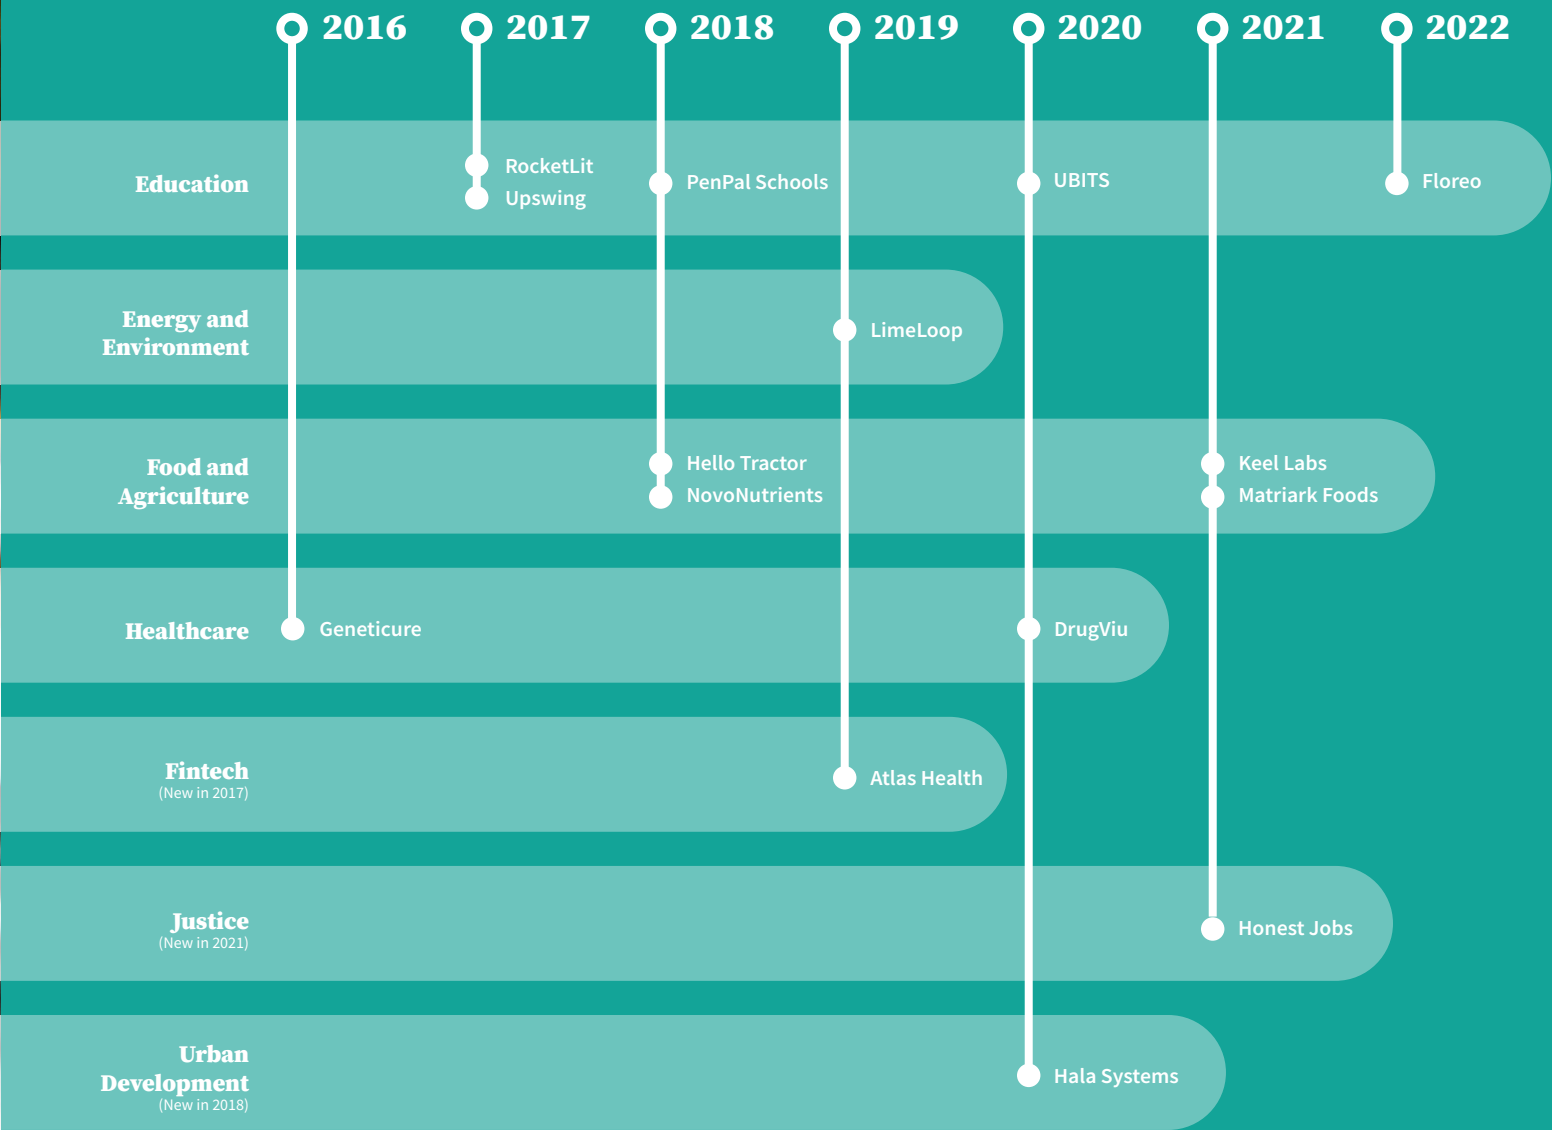 2016 2017 2018 2019 2020 2021 2022
Education
RocketLit
Upswing
PenPal Schools
UBITS
Floreo
Energy and
Environment
LimeLoop
Food and
Agriculture
Hello Tractor
NovoNutrients
Keel Labs
Matriark Foods
Healthcare
Geneticure
DrugViu
Fintech
(New in 2017)
Atlas Health
Justice
(New in 2021)
Honest Jobs
Urban
Development
(New in 2018)
Hala Systems